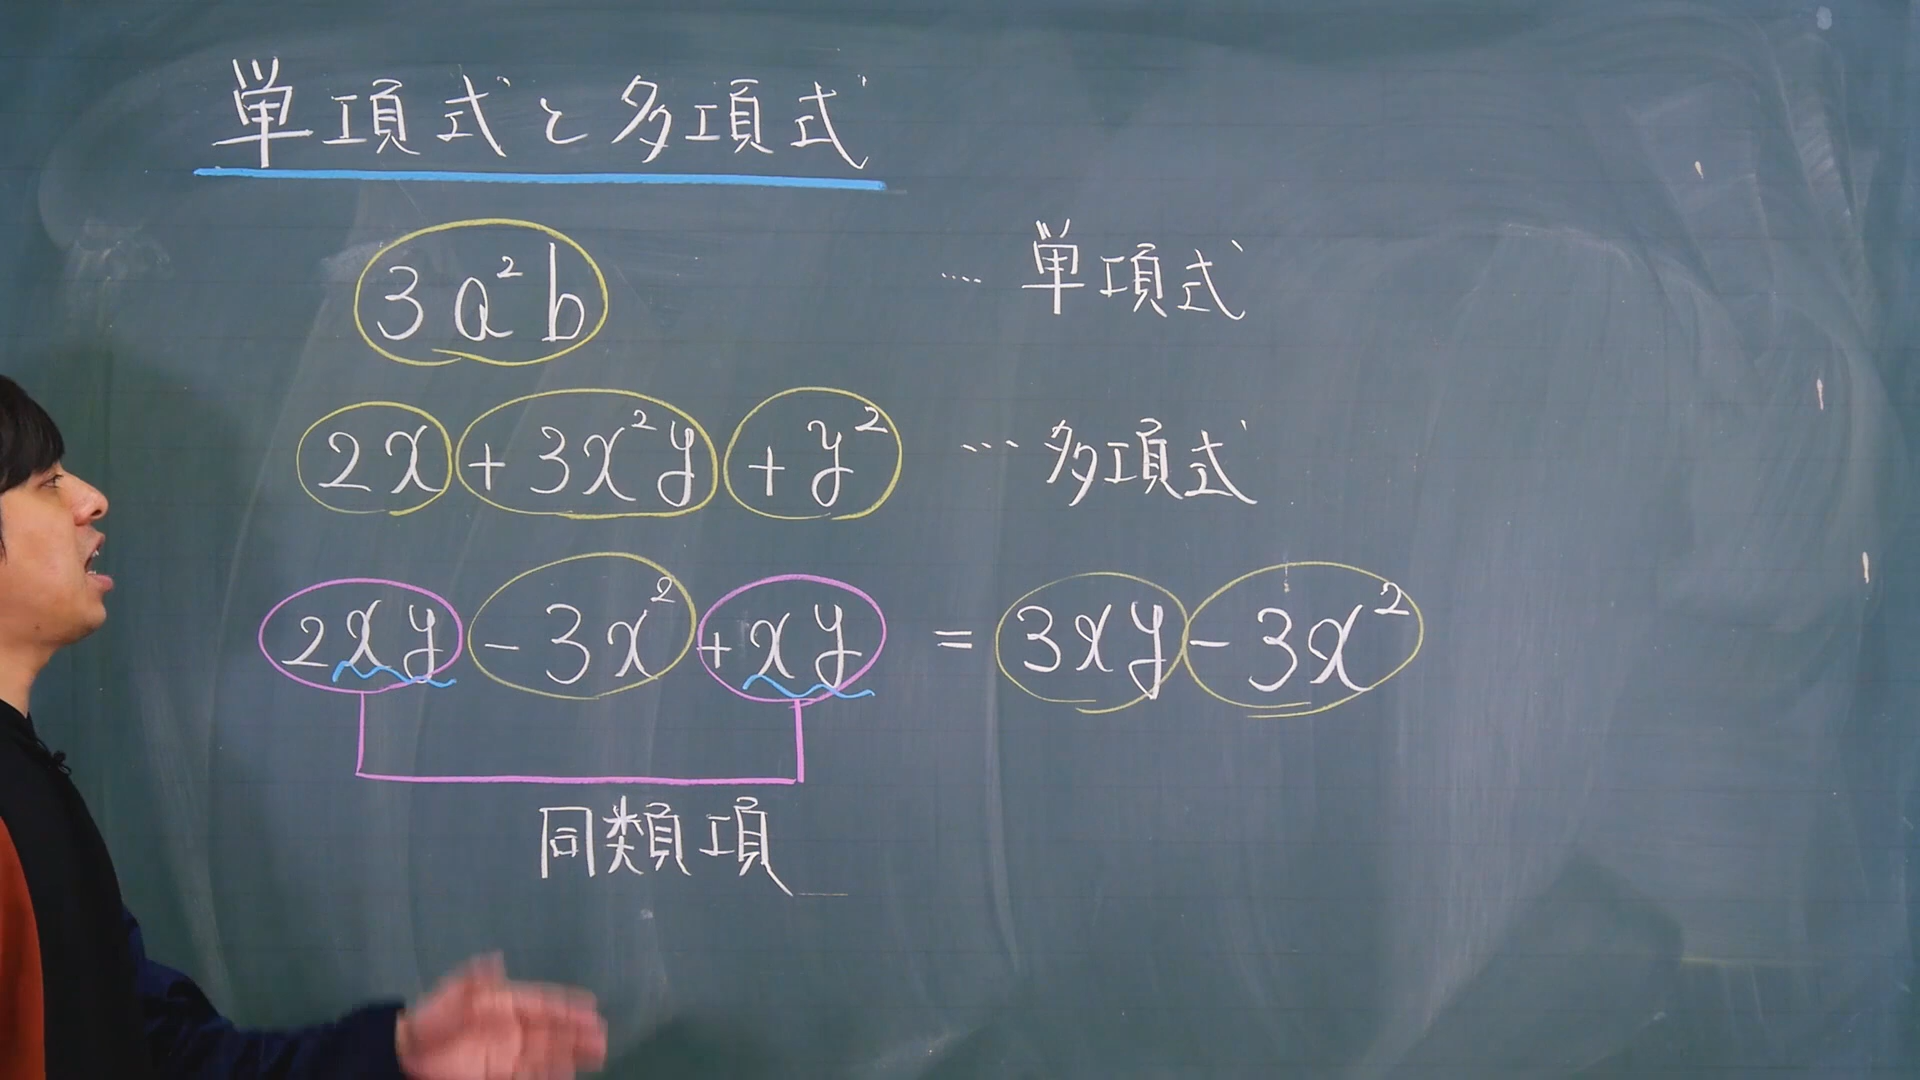 単項式と多項式
3a²b … 単項式
2x + 3x²y + y² … 多項式
2xy - 3x² + xy = 3xy - 3x²
同類項